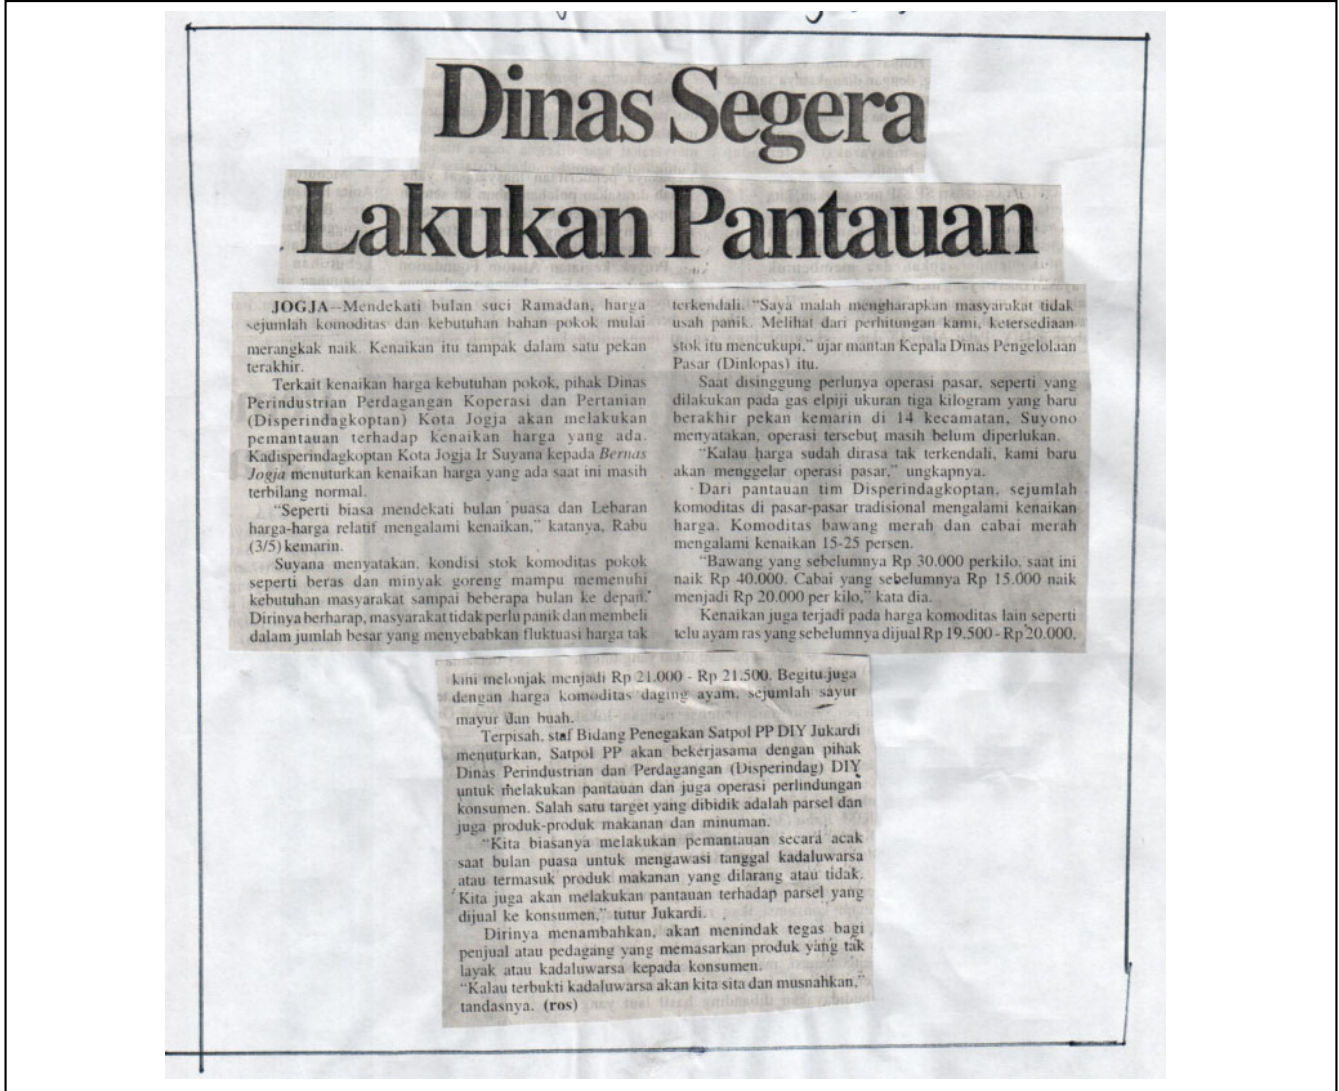 Dinas Segera
Lakukan Pantauan
JOGJA--Mendekati bulan suci Ramadan, harga
sejumlah komoditas dan kebutuhan bahan pokok mulai
merangkak naik. Kenaikan itu tampak dalam satu pekan
terakhir.
Terkait kenaikan harga kebutuhan pokok, pihak Dinas
Perindustrian Perdagangan Koperasi dan Pertanian
(Disperindagkoptan) Kota Jogja akan melakukan
pemantauan terhadap kenaikan harga yang ada.
Kadisperindagkoptan Kota Jogja Ir Suyana kepada Bernas
Jogja menuturkan kenaikan harga yang ada saat ini masih
terbilang normal.
“Seperti biasa mendekati bulan puasa dan Lebaran
harga-harga relatif mengalami kenaikan,” katanya, Rabu
(3/5) kemarin.
Suyana menyatakan, kondisi stok komoditas pokok
seperti beras dan minyak goreng mampu memenuhi
kebutuhan masyarakat sampai beberapa bulan ke depan.
Dirinya berharap, masyarakat tidak perlu panik dan membeli
dalam jumlah besar yang menyebabkan fluktuasi harga tak
terkendali. “Saya malah mengharapkan masyarakat tidak
usah panik. Melihat dari perhitungan kami, ketersediaan
stok itu mencukupi,” ujar mantan Kepala Dinas Pengelolaan
Pasar (Dinlopas) itu.
Saat disinggung perlunya operasi pasar, seperti yang
dilakukan pada gas elpiji ukuran tiga kilogram yang baru
berakhir pekan kemarin di 14 kecamatan, Suyono
menyatakan, operasi tersebut masih belum diperlukan.
“Kalau harga sudah dirasa tak terkendali, kami baru
akan menggelar operasi pasar,” ungkapnya.
Dari pantauan tim Disperindagkoptan, sejumlah
komoditas di pasar-pasar tradisional mengalami kenaikan
harga. Komoditas bawang merah dan cabai merah
mengalami kenaikan 15-25 persen.
“Bawang yang sebelumnya Rp 30.000 perkilo, saat ini
naik Rp 40.000. Cabai yang sebelumnya Rp 15.000 naik
menjadi Rp 20.000 per kilo,” kata dia.
Kenaikan juga terjadi pada harga komoditas lain seperti
telu ayam ras yang sebelumnya dijual Rp 19.500 - Rp 20.000,
kini melonjak menjadi Rp 21.000 - Rp 21.500. Begitu juga
dengan harga komoditas daging ayam, sejumlah sayur
mayur dan buah.
Terpisah, staf Bidang Penegakan Satpol PP DIY Jukardi
menuturkan, Satpol PP akan bekerjasama dengan pihak
Dinas Perindustrian dan Perdagangan (Disperindag) DIY
untuk melakukan pantauan dan juga operasi perlindungan
konsumen. Salah satu target yang dibidik adalah parsel dan
juga produk-produk makanan dan minuman.
“Kita biasanya melakukan pemantauan secara acak
saat bulan puasa untuk mengawasi tanggal kadaluwarsa
atau termasuk produk makanan yang dilarang atau tidak.
Kita juga akan melakukan pantauan terhadap parsel yang
dijual ke konsumen,” tutur Jukardi.
Dirinya menambahkan, akan menindak tegas bagi
penjual atau pedagang yang memasarkan produk yang tak
layak atau kadaluwarsa kepada konsumen.
“Kalau terbukti kadaluwarsa akan kita sita dan musnahkan,”
tandasnya. (ros)